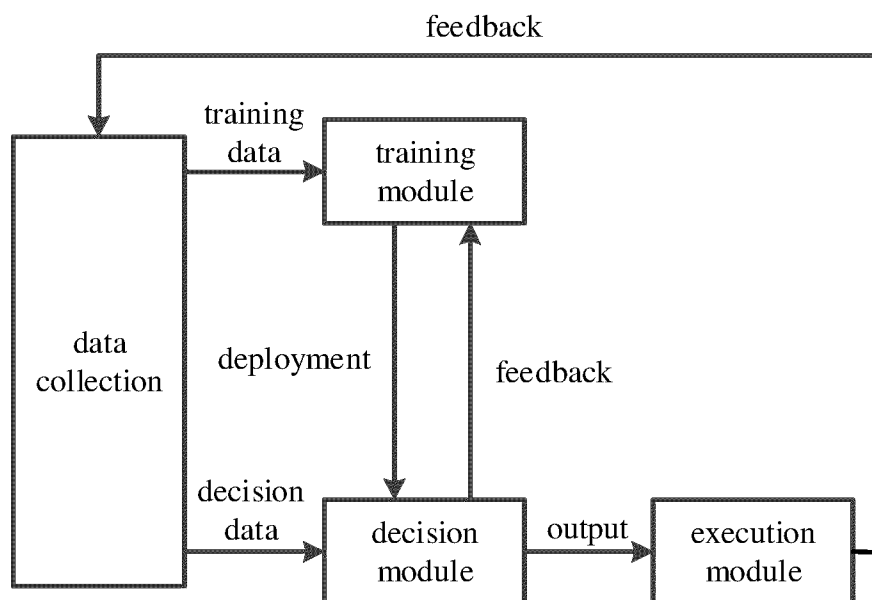 feedback
training
data
training
module
data
collection
deployment
feedback
decision
data
decision
module
output
execution
module